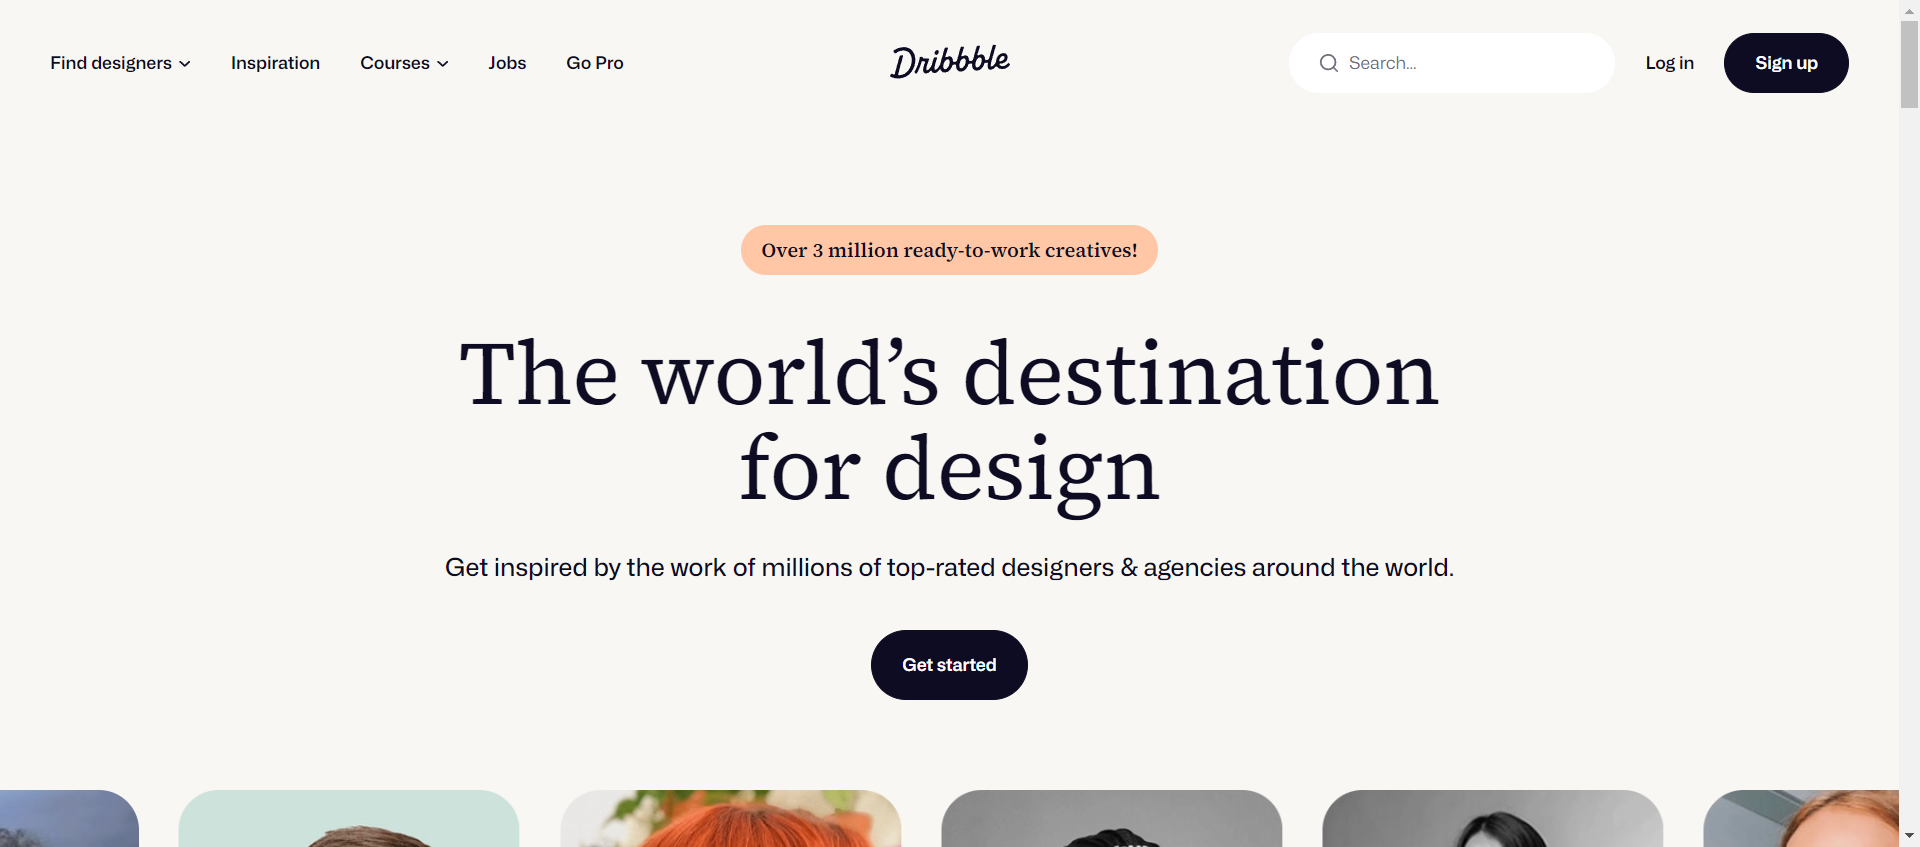 Find designers
Inspiration
Courses
Jobs
Go Pro
Dribbble
Search...
Log in
Sign up
Over 3 million ready-to-work creatives!
The world’s destination
for design
Get inspired by the work of millions of top-rated designers & agencies around the world.
Get started